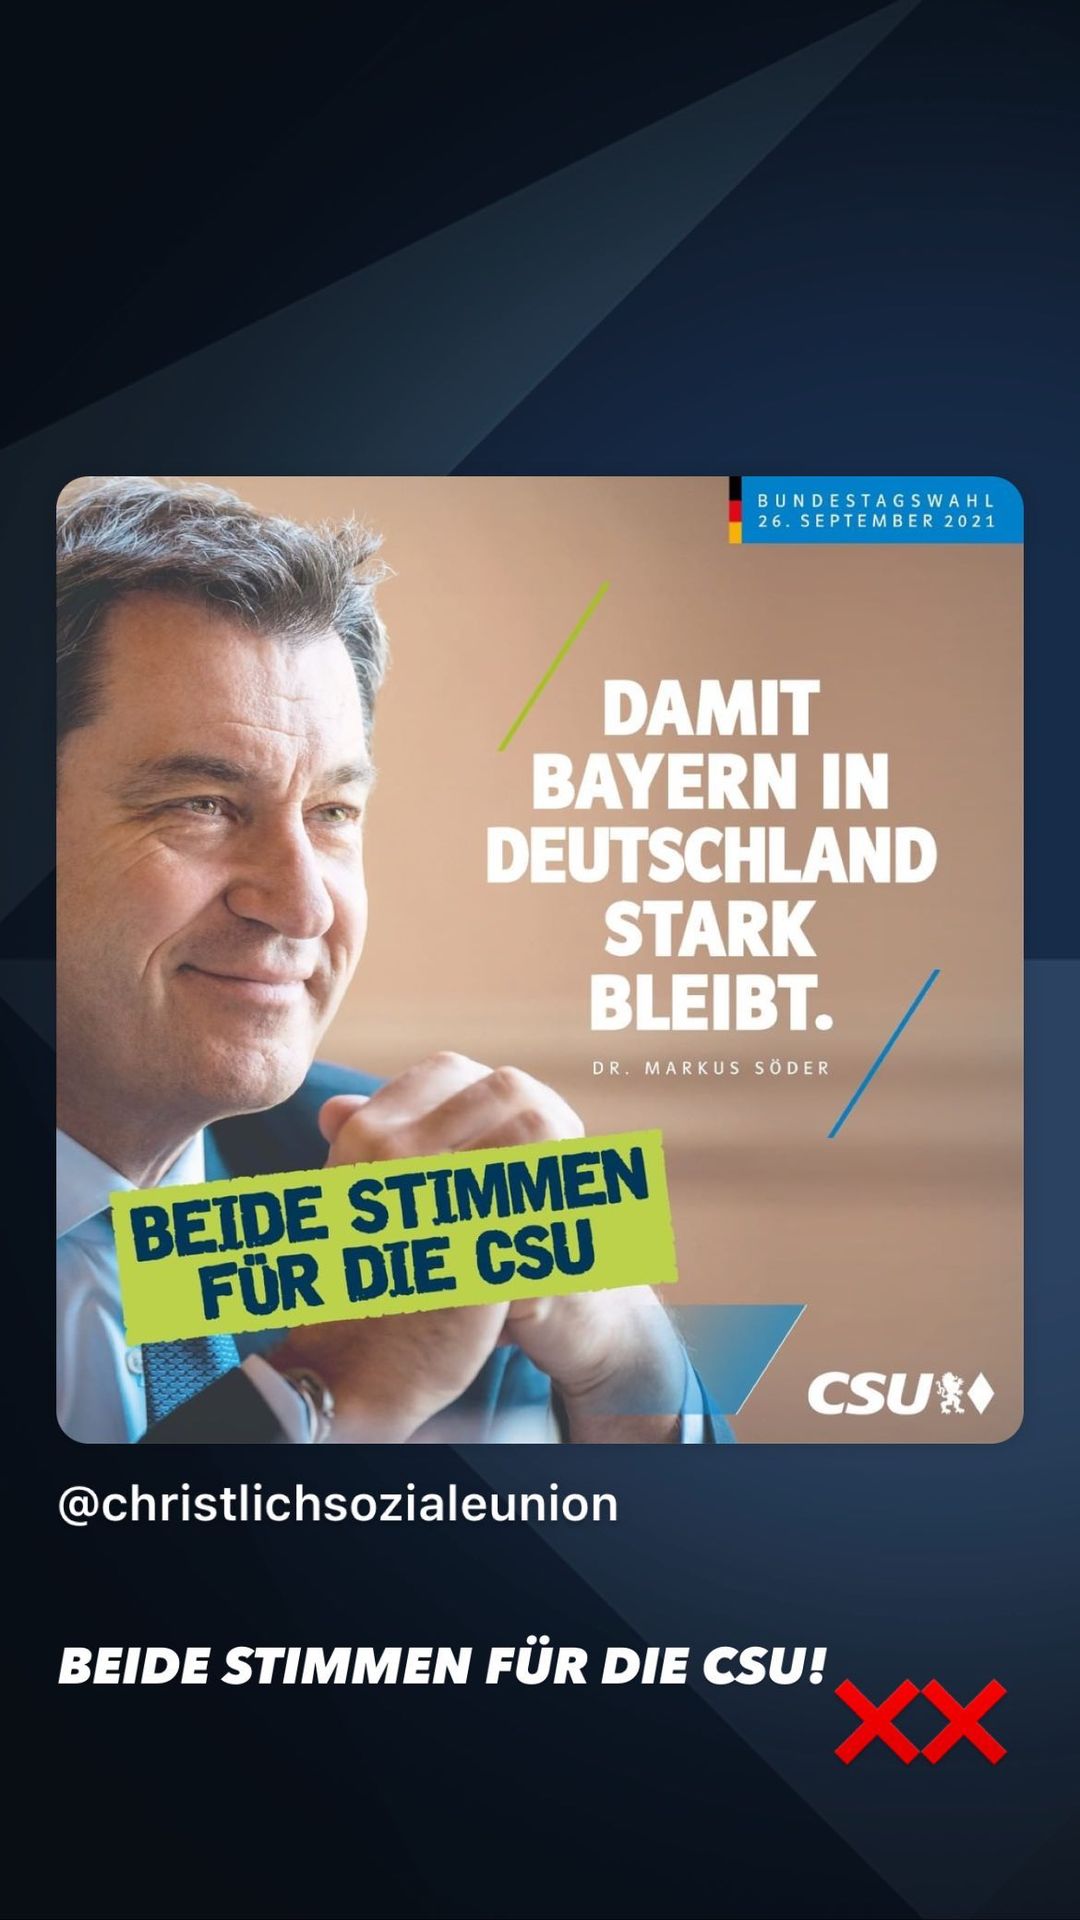 BUNDESTAGSWAHL
26. SEPTEMBER 2021
DAMIT
BAYERN IN
DEUTSCHLAND
STARK
BLEIBT.
DR. MARKUS SÖDER
BEIDE STIMMEN
FÜR DIE CSU
CSU
@christlichsozialeunion
BEIDE STIMMEN FÜR DIE CSU!